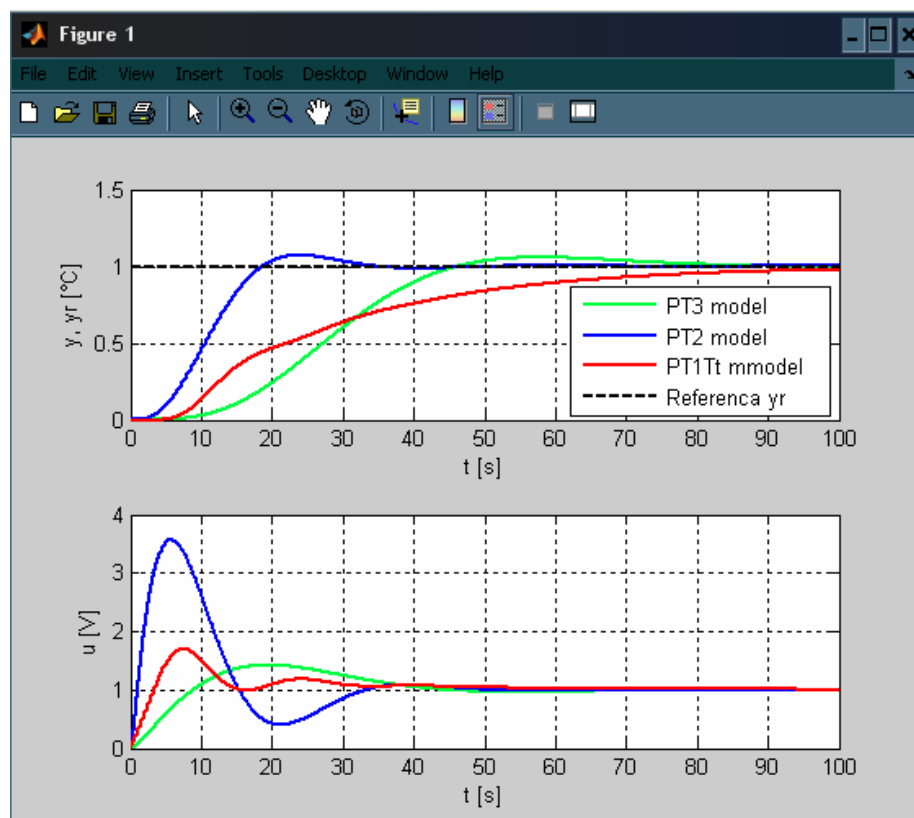 Figure 1
File Edit View Insert Tools Desktop Window Help
1.5
1
0.5
0
y, yr [°C]
0 10 20 30 40 50 60 70 80 90 100
t [s]
PT3 model
PT2 model
PT1Tt mmodel
Referenca yr
4
3
2
1
0
u [V]
0 10 20 30 40 50 60 70 80 90 100
t [s]